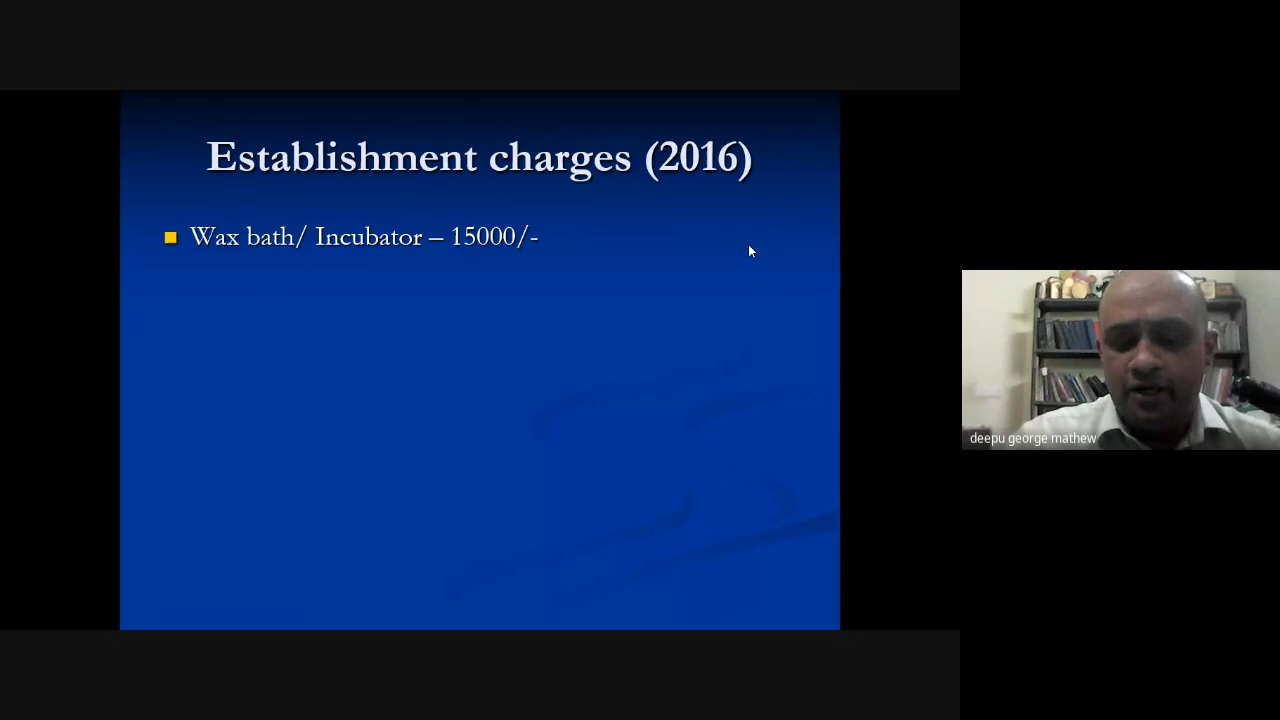 Establishment charges (2016)
Wax bath/ Incubator – 15000/-
deepu george mathew